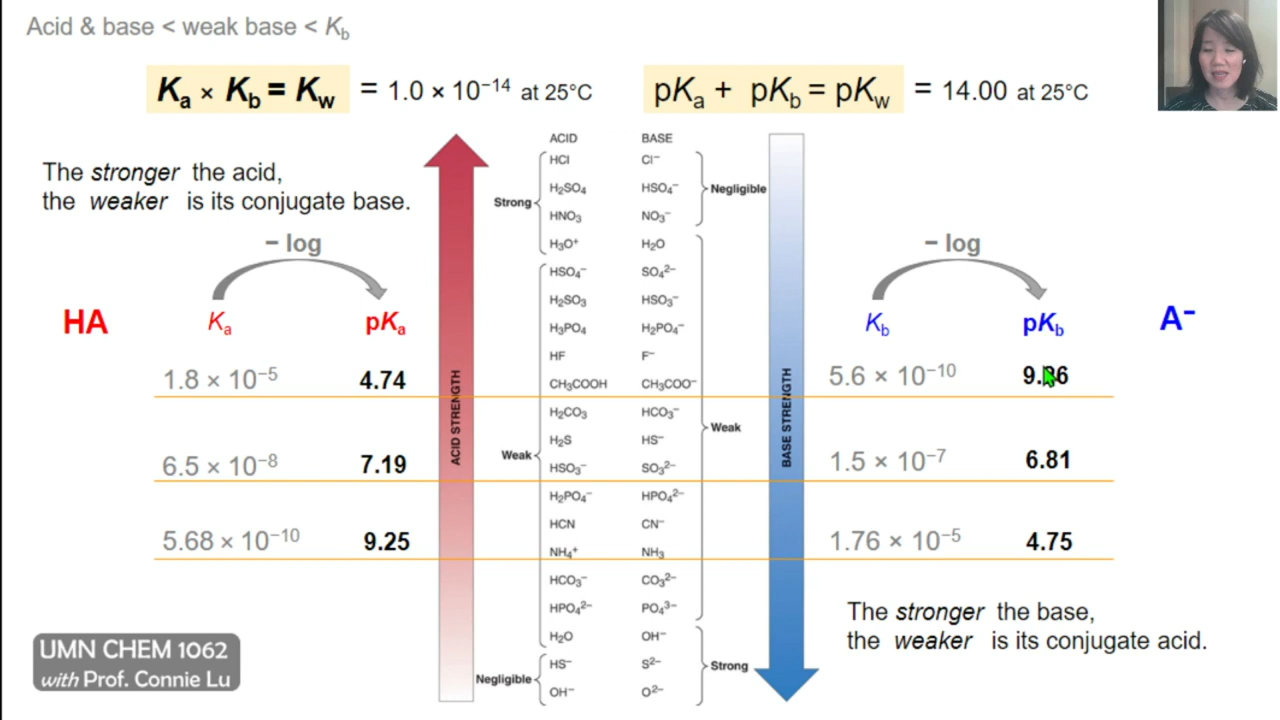 Acid & base < weak base < Kb
Ka × Kb = Kw = 1.0 × 10⁻¹⁴ at 25°C
pKa + pKb = pKw = 14.00 at 25°C
The stronger the acid,
the weaker is its conjugate base.
− log
HA
Ka
pKa
1.8 × 10⁻⁵
4.74
6.5 × 10⁻⁸
7.19
5.68 × 10⁻¹⁰
9.25
ACID STRENGTH
ACID BASE
Strong
Negligible
HCl Cl⁻
H₂SO₄ HSO₄⁻
HNO₃ NO₃⁻
H₃O⁺ H₂O
HSO₄⁻ SO₄²⁻
H₂SO₃ HSO₃⁻
H₃PO₄ H₂PO₄⁻
HF F⁻
CH₃COOH CH₃COO⁻
H₂CO₃ HCO₃⁻
H₂S HS⁻
HSO₃⁻ SO₃²⁻
H₂PO₄⁻ HPO₄²⁻
HCN CN⁻
NH₄⁺ NH₃
HCO₃⁻ CO₃²⁻
HPO₄²⁻ PO₄³⁻
H₂O OH⁻
HS⁻ S²⁻
OH⁻ O²⁻
Weak
Weak
Negligible
Strong
BASE STRENGTH
− log
Kb
pKb
A⁻
5.6 × 10⁻¹⁰
1.5 × 10⁻⁷
6.81
1.76 × 10⁻⁵
4.75
The stronger the base,
the weaker is its conjugate acid.
UMN CHEM 1062
with Prof. Connie Lu